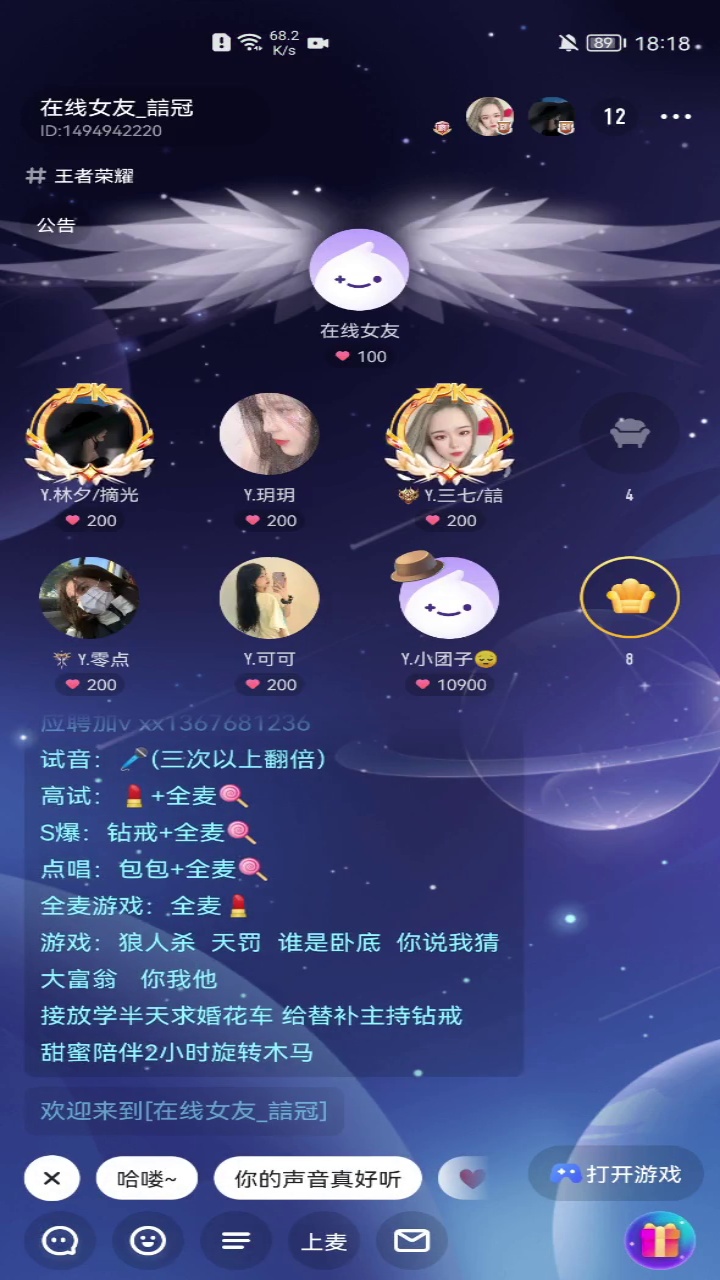 68.2
K/s
89
18:18
在线女友_喆冠
ID:1494942220
12
# 王者荣耀
公告
在线女友
100
PK
PK
Y.林夕/摘光
Y.玥玥
Y.三七/喆
4
200
200
200
Y.零点
Y.可可
Y.小团子😔
8
200
200
10900
应聘加v xx1367681236
试音：🎤(三次以上翻倍)
高试：💄+全麦🍭
S爆：钻戒+全麦🍭
点唱：包包+全麦🍭
全麦游戏：全麦💄
游戏：狼人杀 天罚 谁是卧底 你说我猜
大富翁 你我他
接放学半天求婚花车 给替补主持钻戒
甜蜜陪伴2小时旋转木马
欢迎来到[在线女友_喆冠]
哈喽~
你的声音真好听
打开游戏
上麦